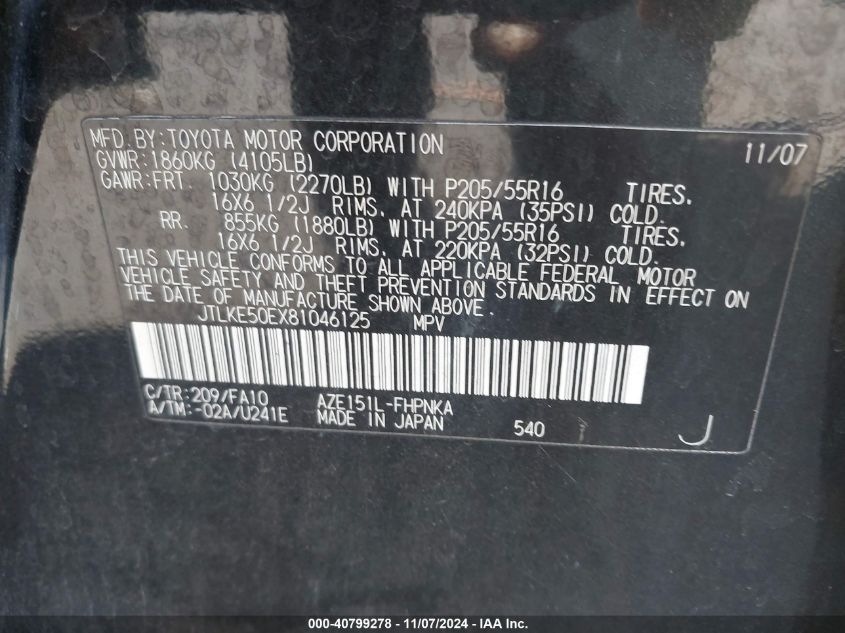 MFD. BY: TOYOTA MOTOR CORPORATION 11/07
GVWR: 1860KG (4105LB)
GAWR: FRT. 1030KG (2270LB) WITH P205/55R16 TIRES,
16X6 1/2J RIMS, AT 240KPA (35PSI) COLD.
RR. 855KG (1880LB) WITH P205/55R16 TIRES,
16X6 1/2J RIMS, AT 220KPA (32PSI) COLD.
THIS VEHICLE CONFORMS TO ALL APPLICABLE FEDERAL MOTOR
VEHICLE SAFETY AND THEFT PREVENTION STANDARDS IN EFFECT ON
THE DATE OF MANUFACTURE SHOWN ABOVE.
JTLKE50EX81046125 MPV
C/TR: 209/FA10 AZE151L-FHPNKA
A/TM: -02A/U241E MADE IN JAPAN 540 J
000-40799278 - 11/07/2024 - IAA Inc.